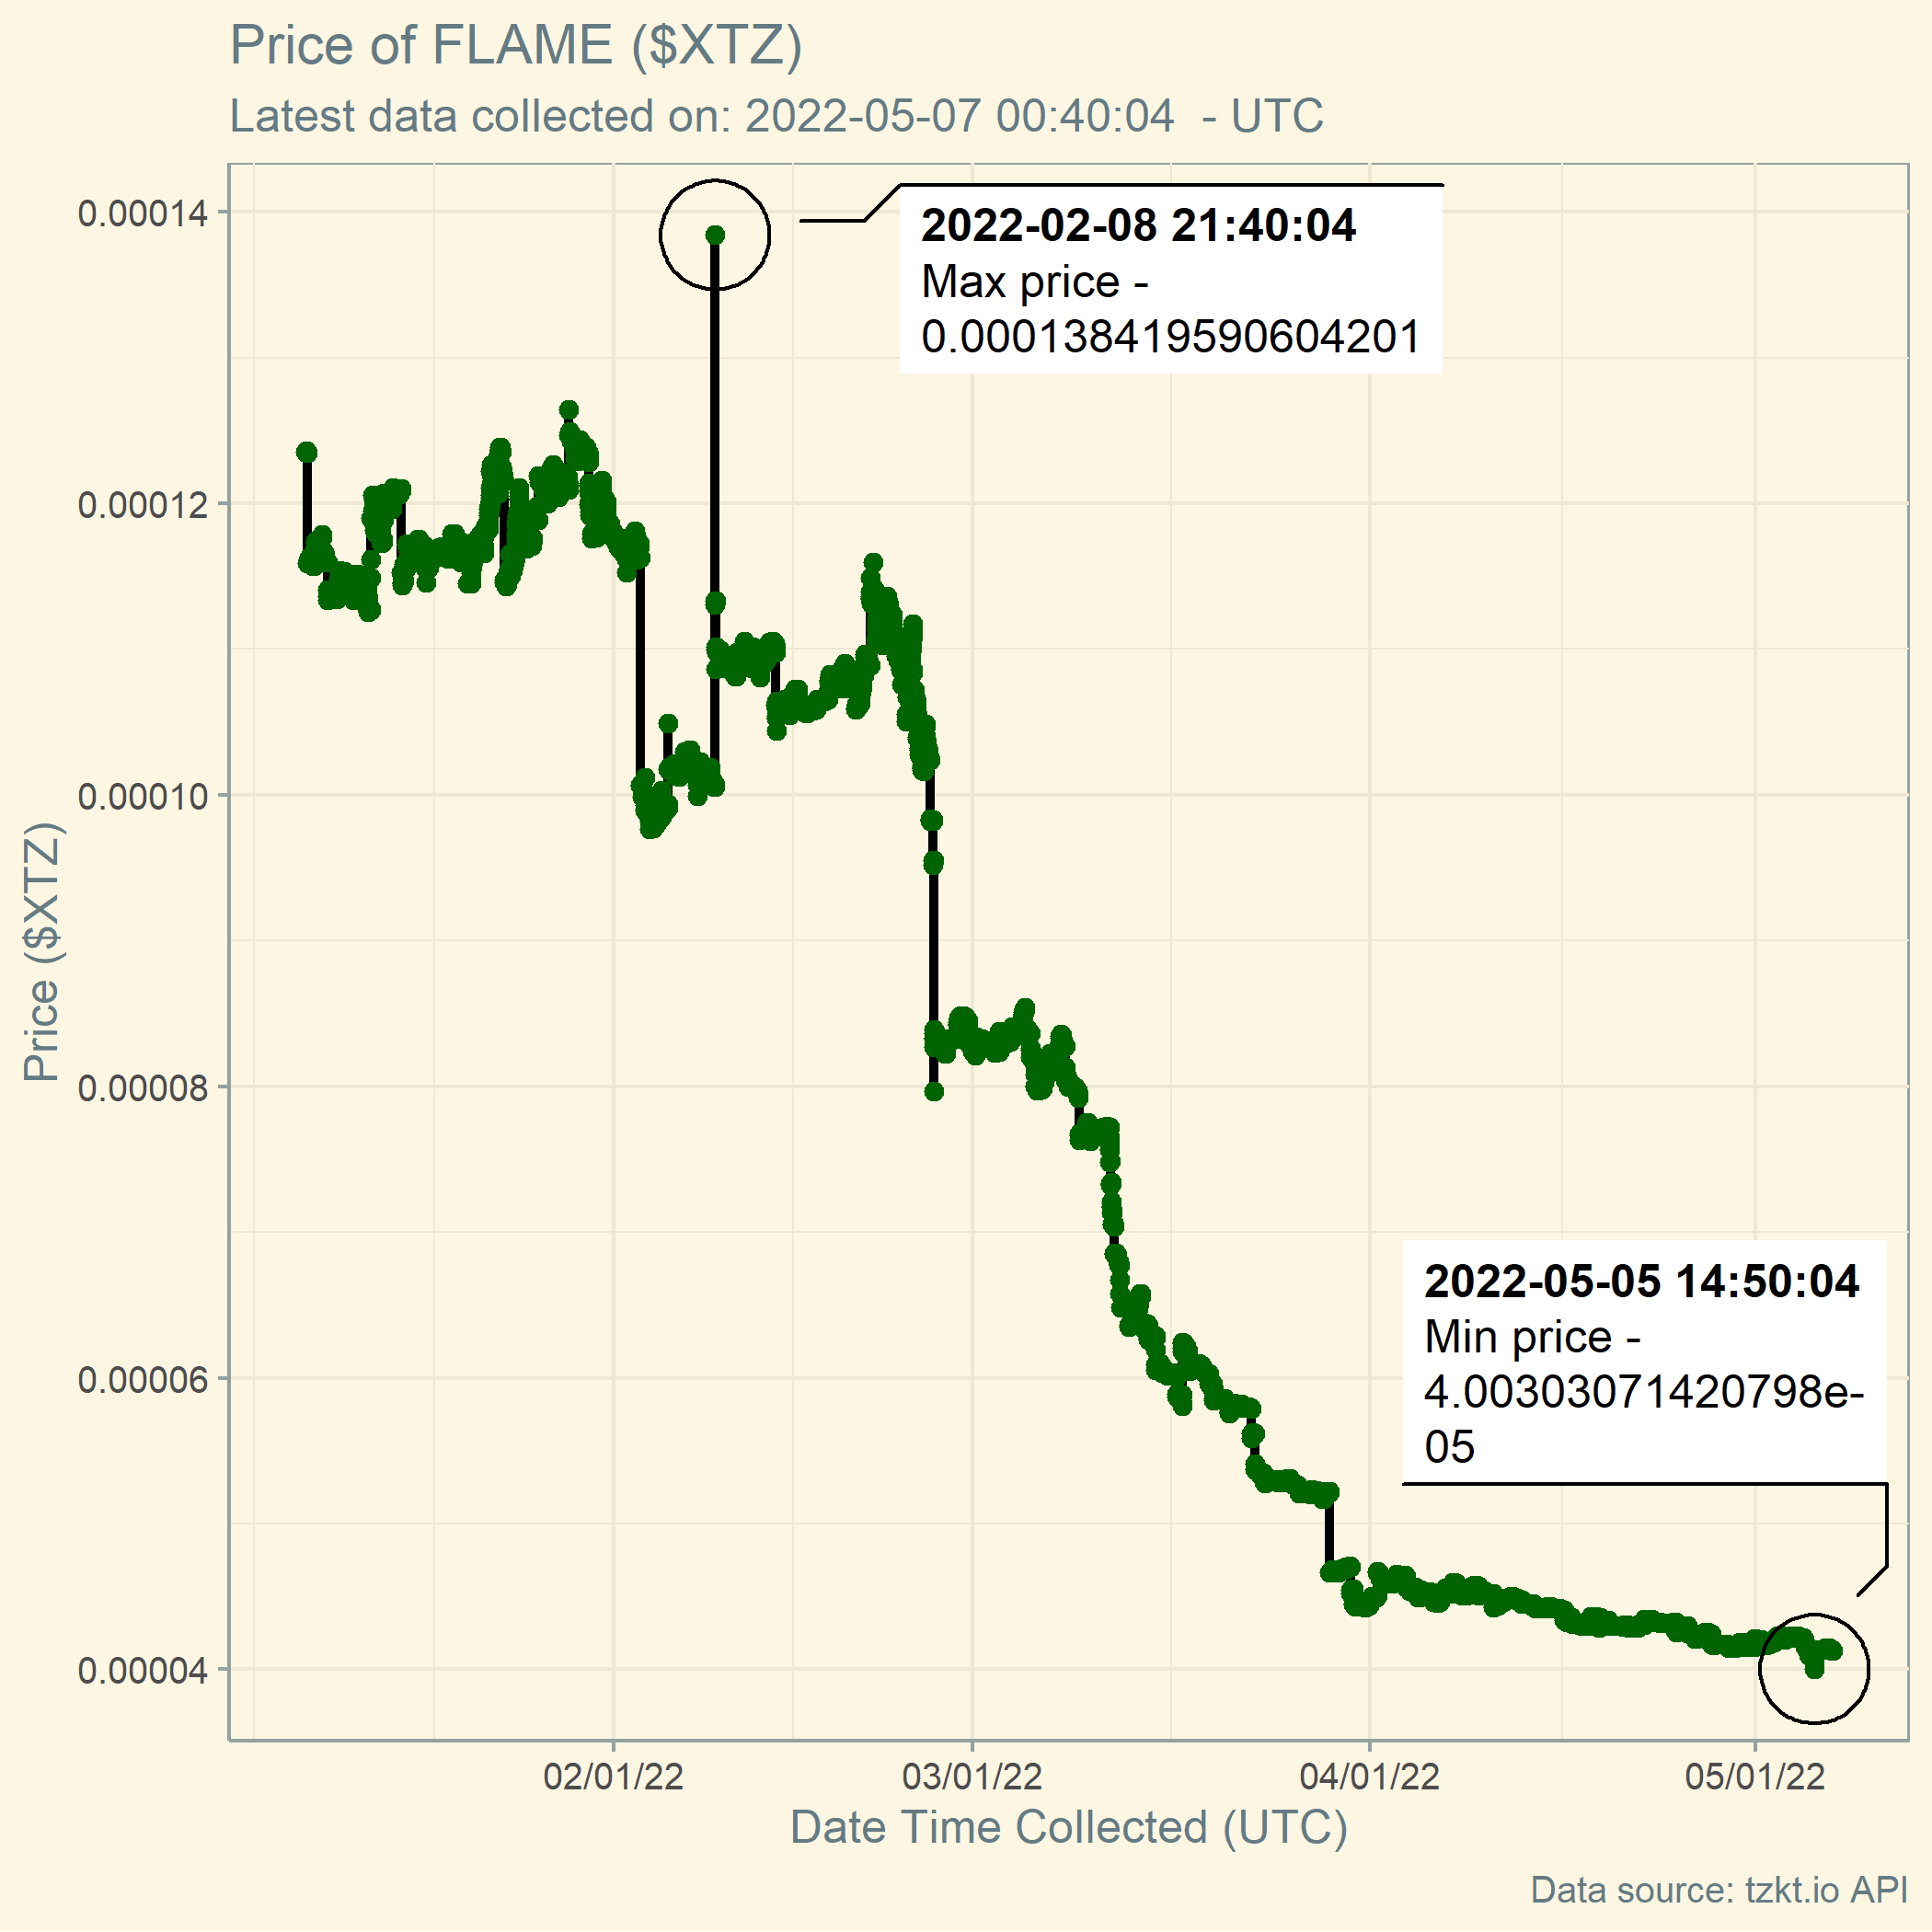 Price of FLAME ($XTZ)
Latest data collected on: 2022-05-07 00:40:04  - UTC
2022-02-08 21:40:04
Max price -
0.000138419590604201
0.00014
0.00012
0.00010
0.00008
0.00006
0.00004
Price ($XTZ)
2022-05-05 14:50:04
Min price -
4.00303071420798e-
05
02/01/22
03/01/22
04/01/22
05/01/22
Date Time Collected (UTC)
Data source: tzkt.io API